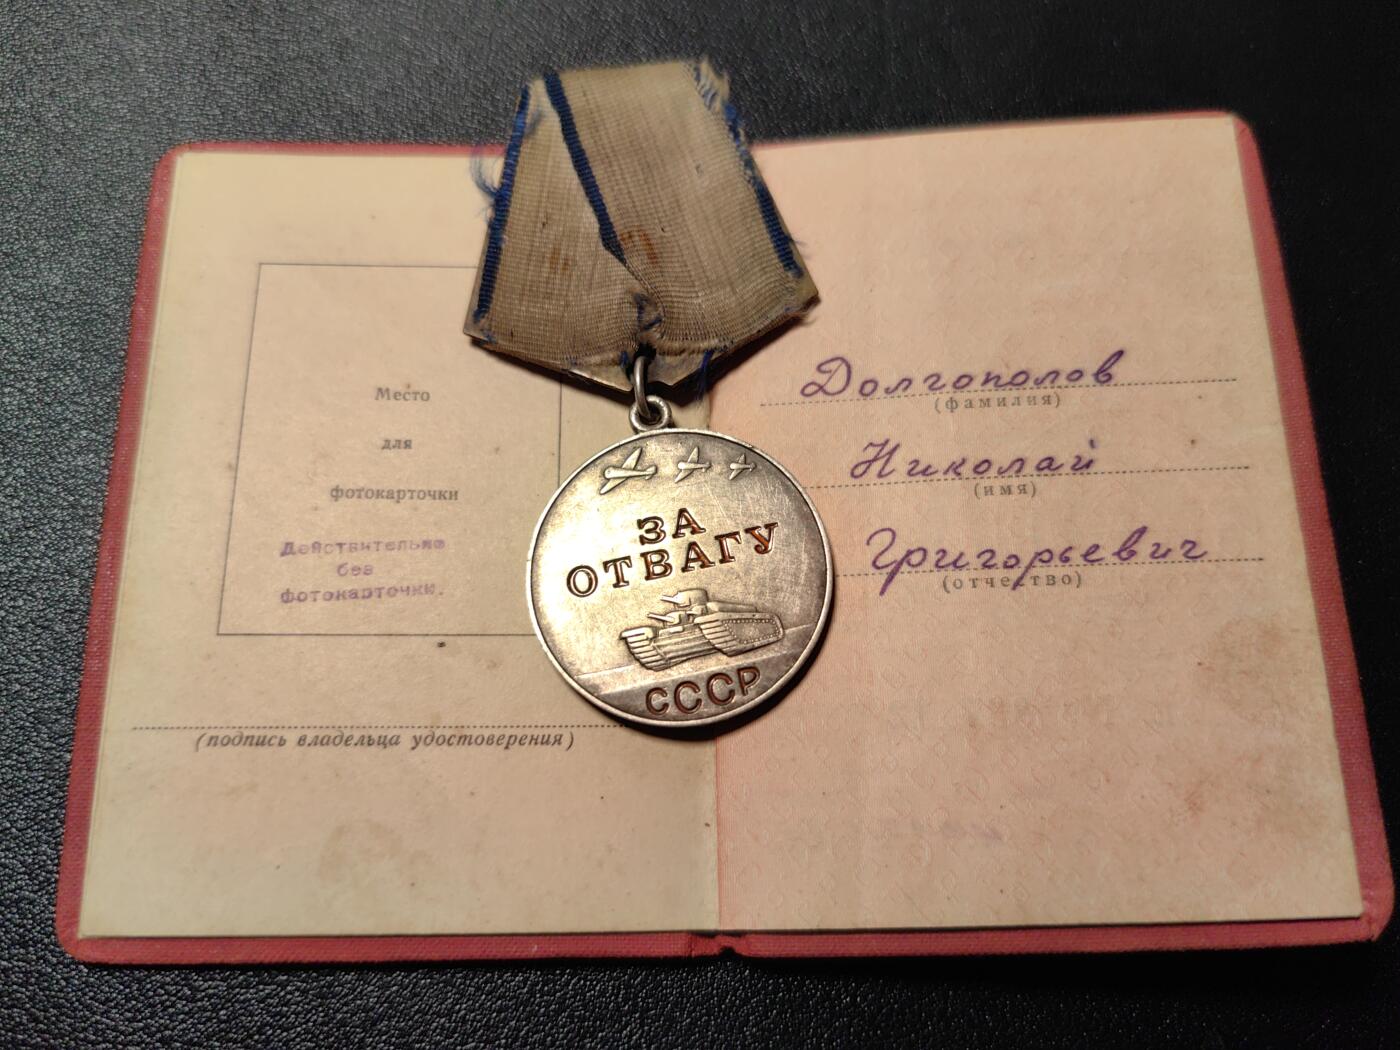 Место
для
фотокарточки
Действительно
без
фотокарточки.
(подпись владельца удостоверения)
ЗА
ОТВАГУ
СССР
Долгополов
(фамилия)
Николай
(имя)
Григорьевич
(отчество)